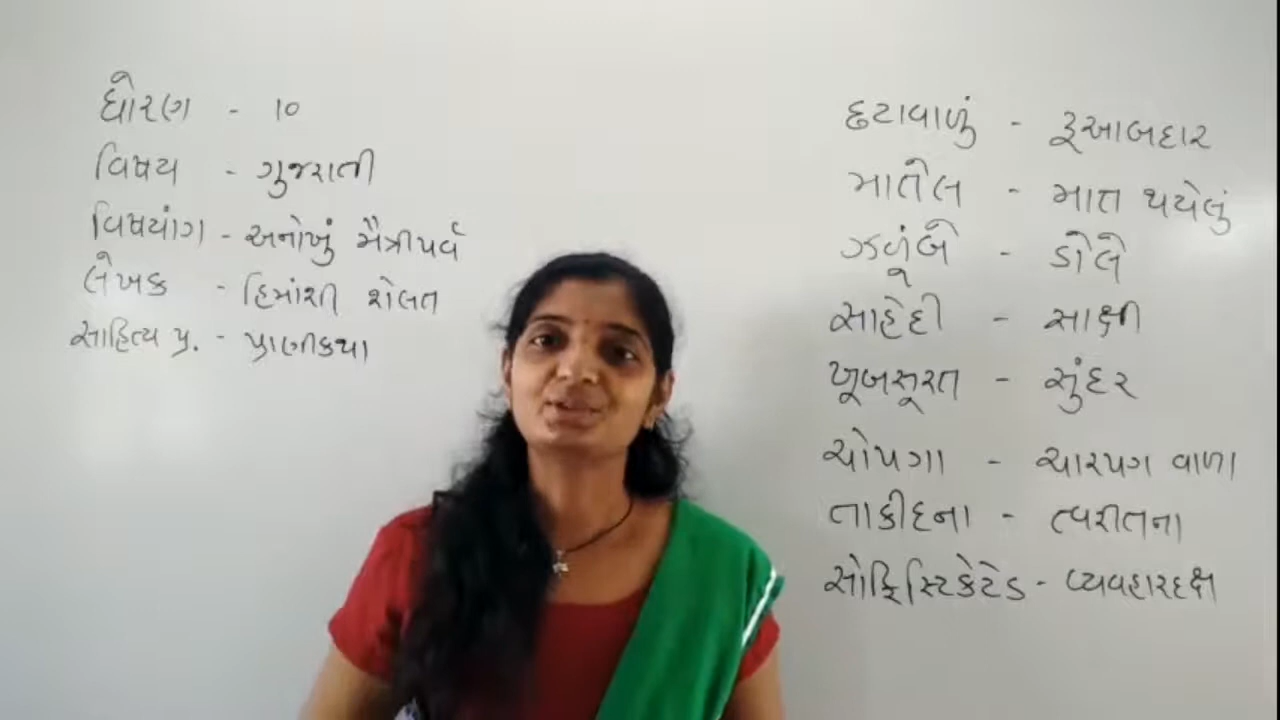 ધોરણ - ૧૦
વિષય - ગુજરાતી
વિષયાંગ - અનોખું મૈત્રીપર્વ
લેખક - હિમાંશી શેલત
સાહિત્ય પ્ર. - પ્રાણીકથા
છટાવાળું - રૂઆબદાર
માતેલ - માત થયેલું
ઝળૂંબે - ડોલે
સાહેદી - સાક્ષી
ખૂબસૂરત - સુંદર
ચોપગા - ચારપગ વાળા
તાકીદના - ત્વરીતના
સોફિસ્ટિકેટેડ - વ્યવહારદક્ષ